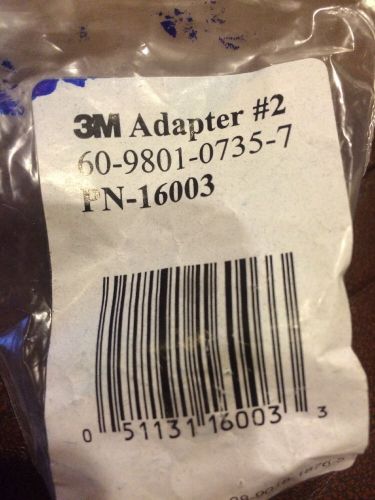 3M Adapter #2
60-9801-0735-7
PN-16003
0 51131 16003 3